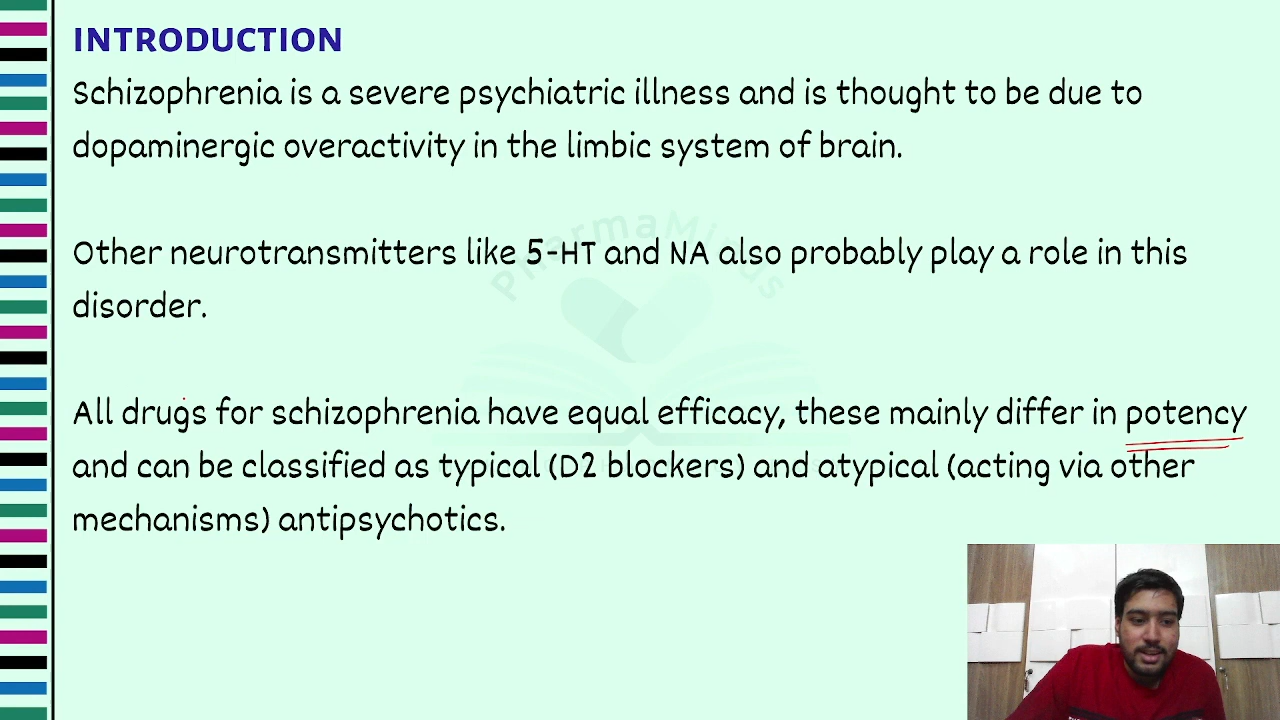 INTRODUCTION
Schizophrenia is a severe psychiatric illness and is thought to be due to
dopaminergic overactivity in the limbic system of brain.
PharmaMinus
Other neurotransmitters like 5-HT and NA also probably play a role in this
disorder.
All drugs for schizophrenia have equal efficacy, these mainly differ in potency
and can be classified as typical (D2 blockers) and atypical (acting via other
mechanisms) antipsychotics.